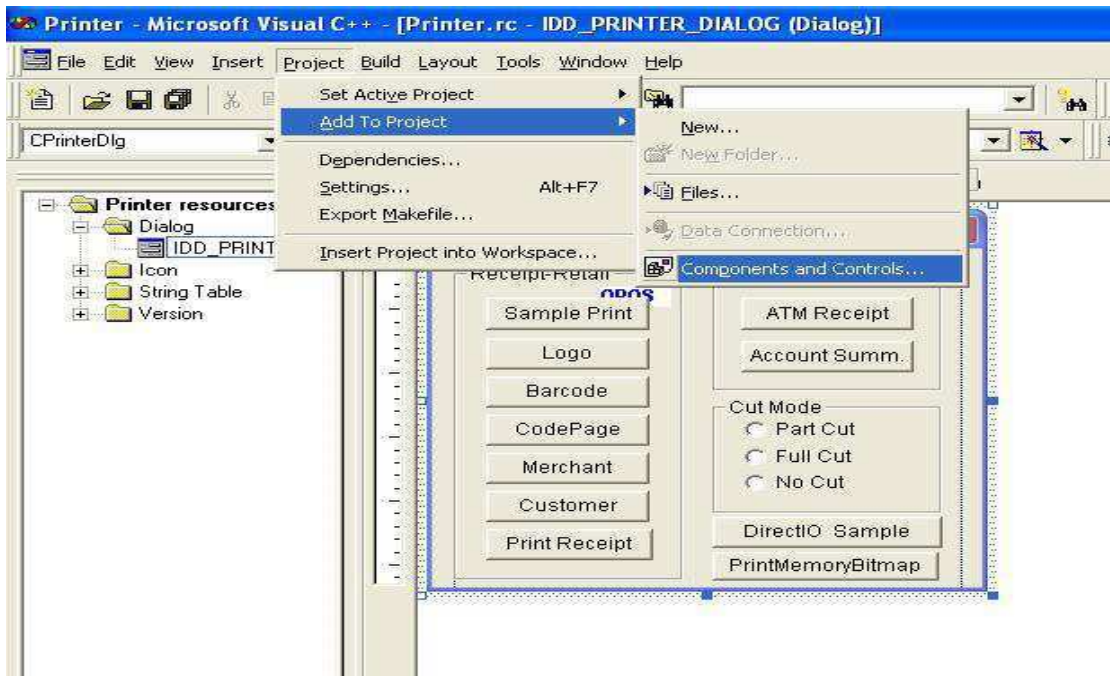 Printer - Microsoft Visual C++ - [Printer.rc - IDD_PRINTER_DIALOG (Dialog)]
File Edit View Insert Project Build Layout Tools Window Help
Set Active Project
Add To Project
Dependencies...
Settings... Alt+F7
Export Makefile...
Insert Project into Workspace...
New...
New Folder...
Files...
Data Connection...
Components and Controls...
CPrinterDlg
Printer resources
Dialog
IDD_PRINT
Icon
String Table
Version
Receipt-Retail
OPOS
Sample Print
Logo
Barcode
CodePage
Merchant
Customer
Print Receipt
ATM Receipt
Account Summ.
Cut Mode
Part Cut
Full Cut
No Cut
DirectIO Sample
PrintMemoryBitmap